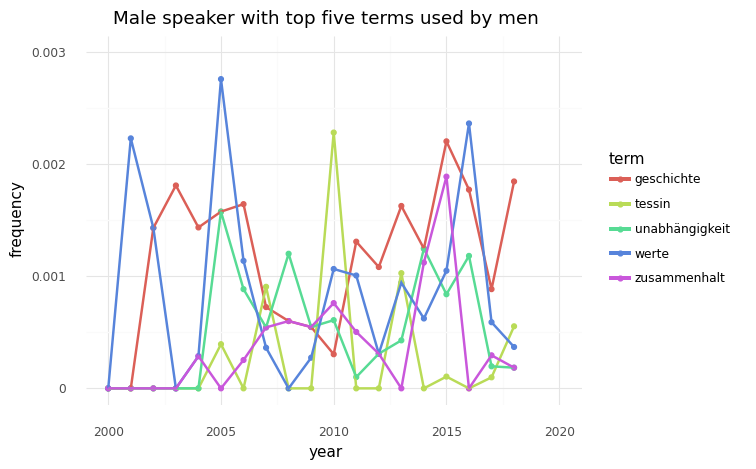 Male speaker with top five terms used by men
0.003
0.002
0.001
0
frequency
2000 2005 2010 2015 2020
year
term
geschichte
tessin
unabhängigkeit
werte
zusammenhalt